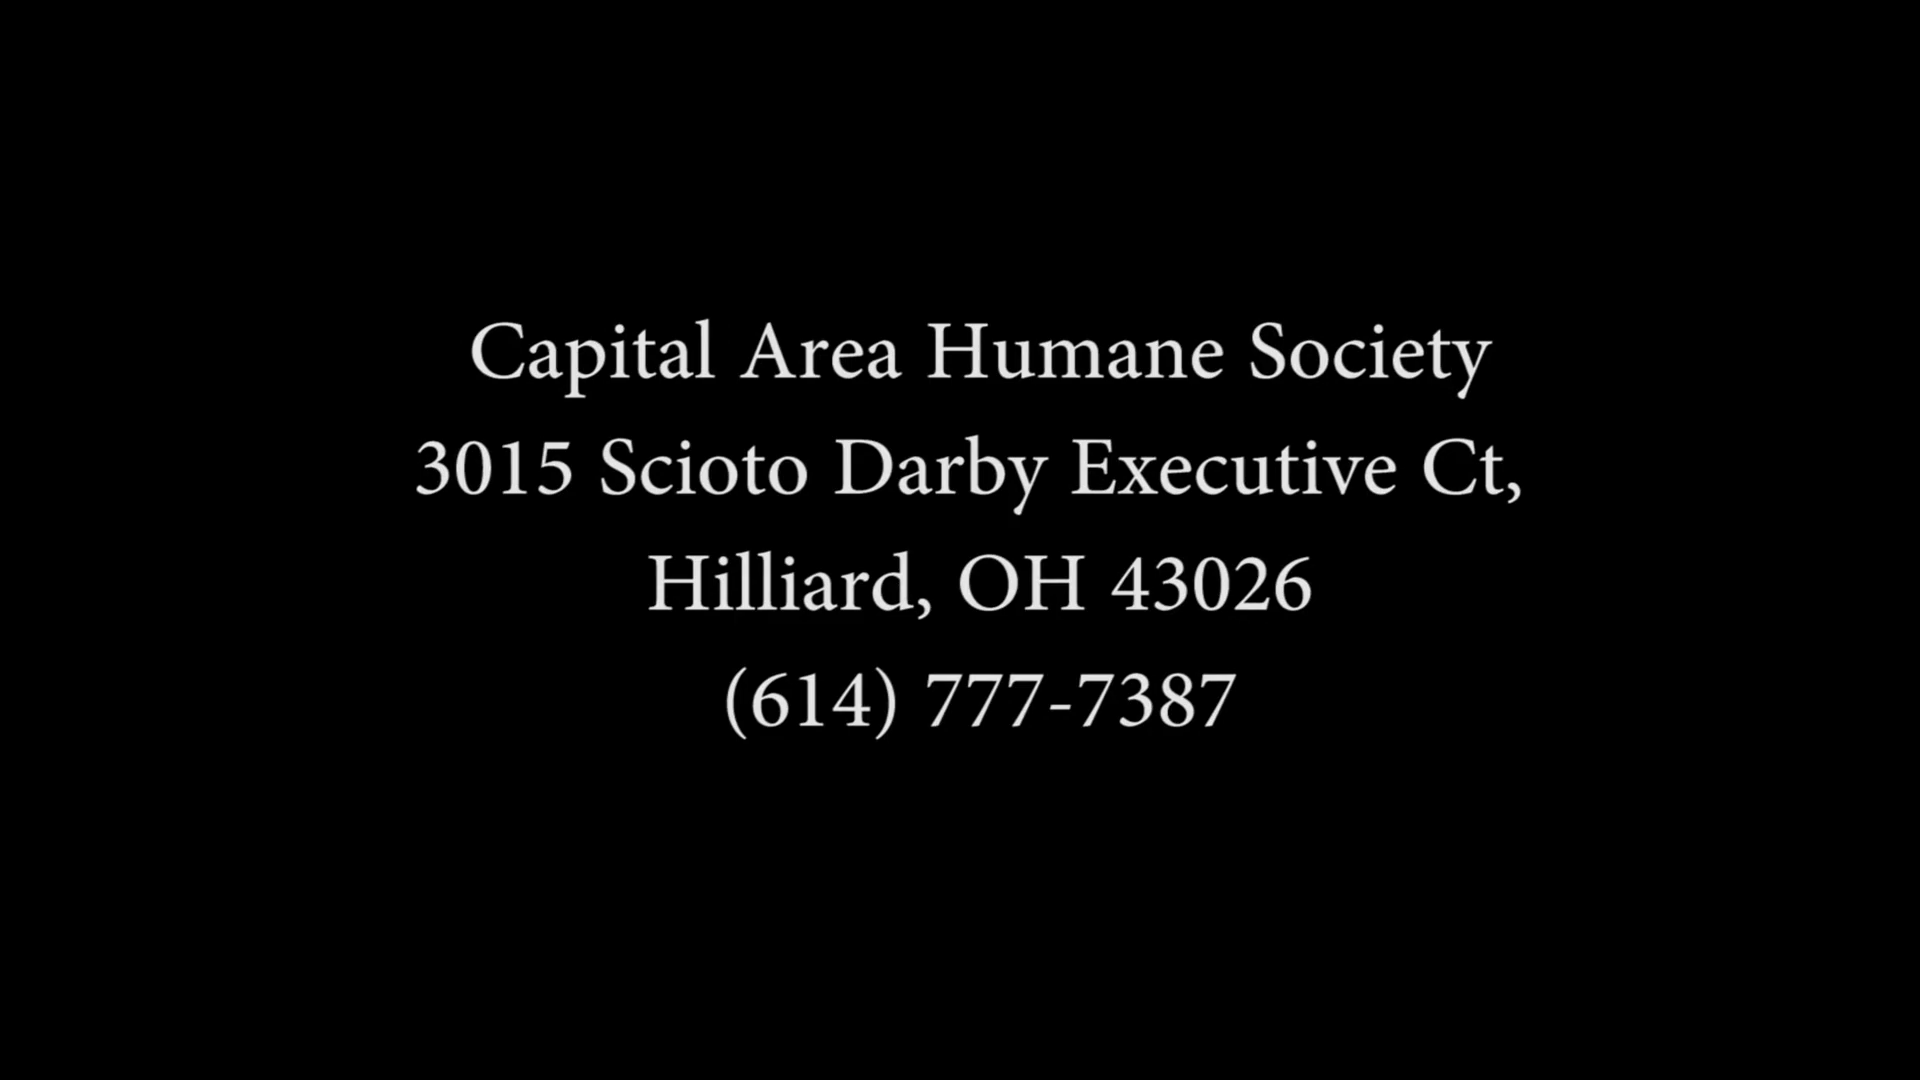 Capital Area Humane Society
3015 Scioto Darby Executive Ct,
Hilliard, OH 43026
(614) 777-7387